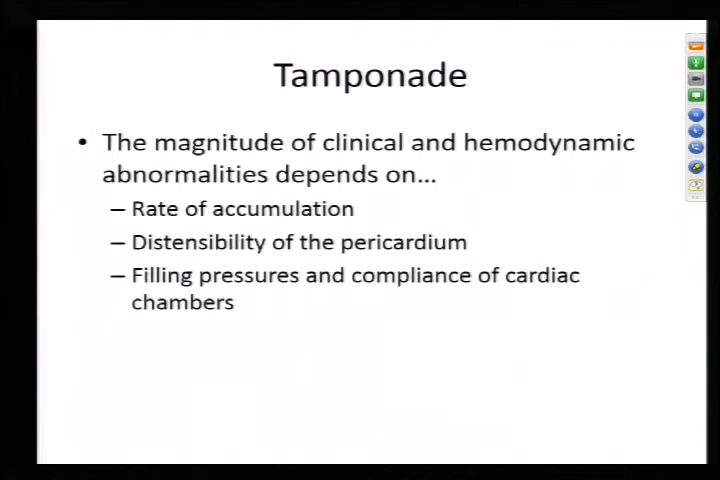 Tamponade
• The magnitude of clinical and hemodynamic
abnormalities depends on...
– Rate of accumulation
– Distensibility of the pericardium
– Filling pressures and compliance of cardiac
chambers